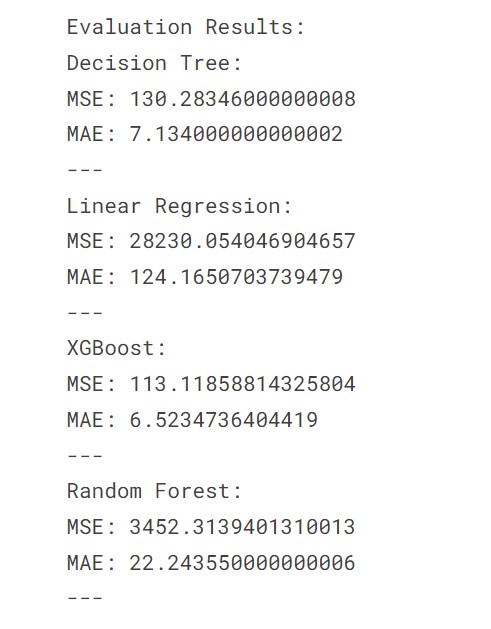 Evaluation Results:
Decision Tree:
MSE: 130.28346000000008
MAE: 7.134000000000002
---
Linear Regression:
MSE: 28230.054046904657
MAE: 124.1650703739479
---
XGBoost:
MSE: 113.11858814325804
MAE: 6.5234736404419
---
Random Forest:
MSE: 3452.3139401310013
MAE: 22.243550000000006
---